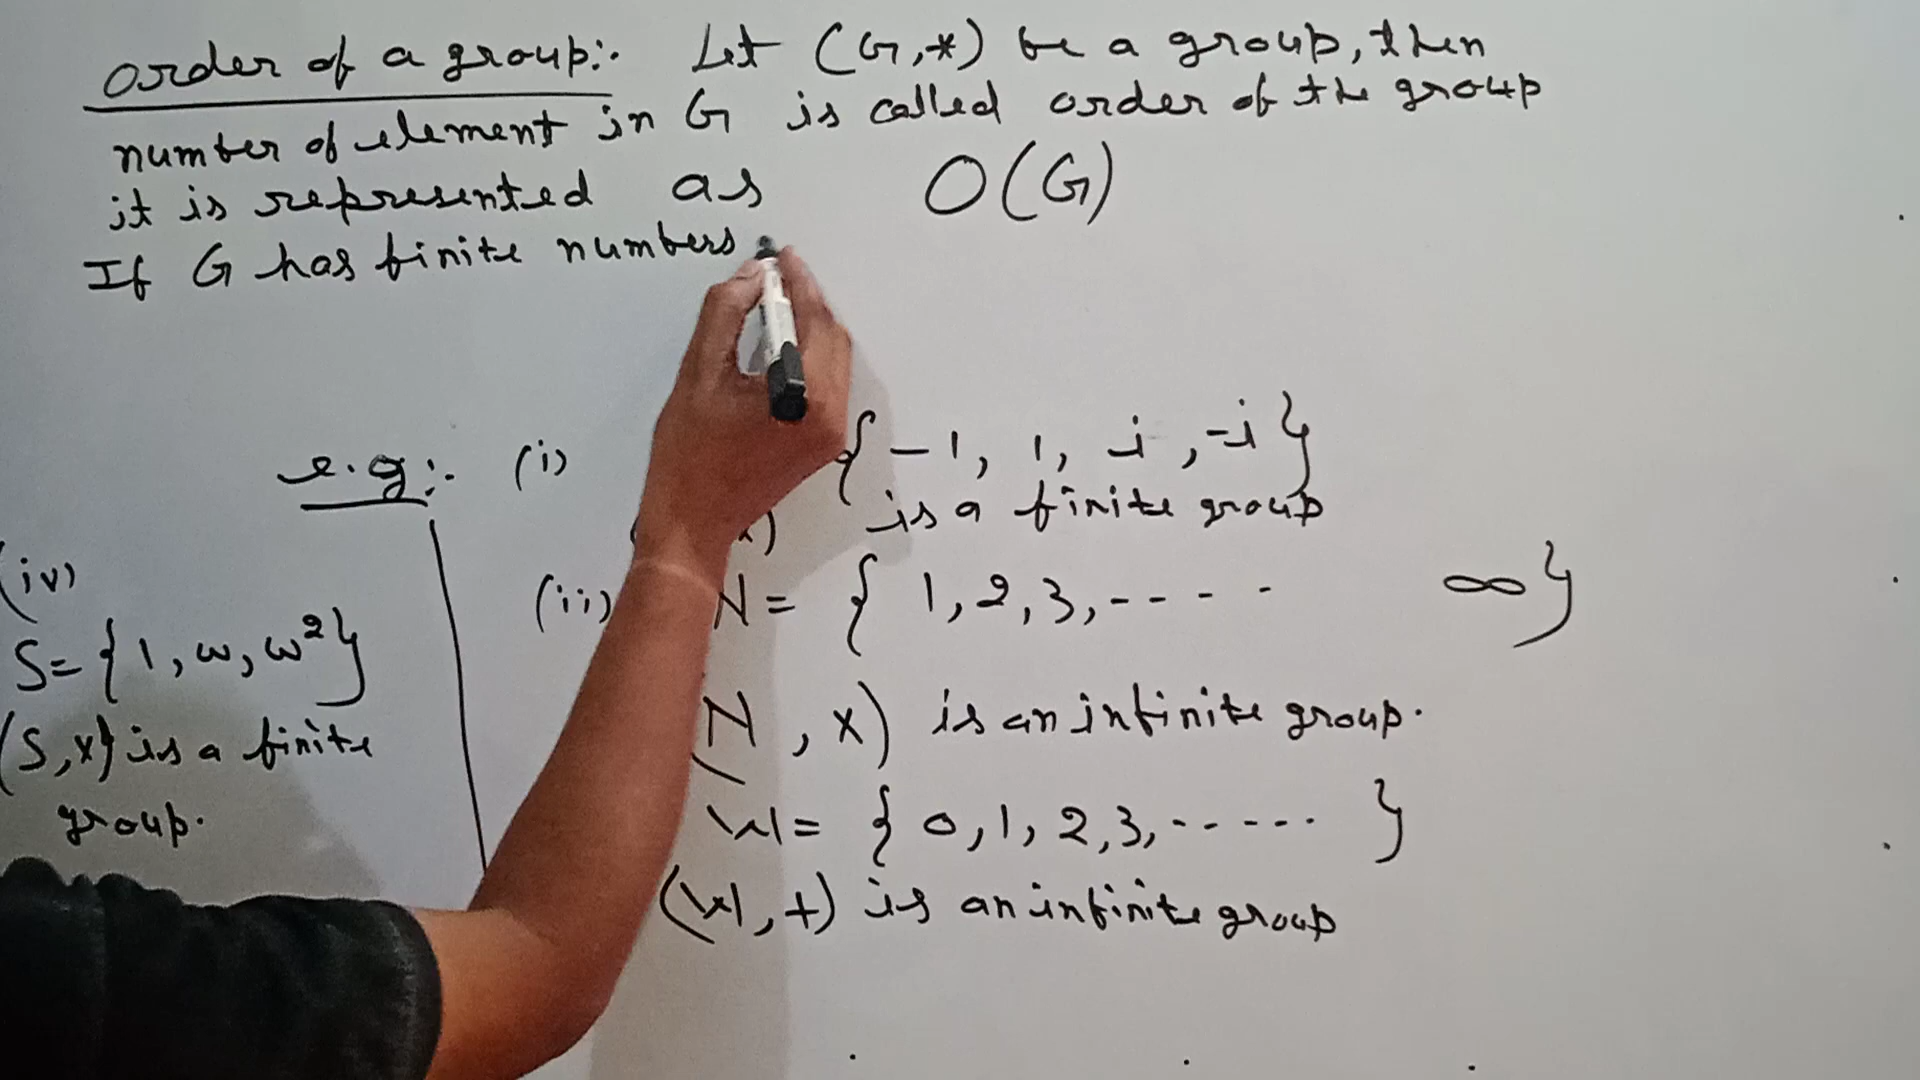 order of a group:- Let (G,*) be a group, then
number of element in G is called order of the group
it is represented as O(G)
If G has finite numbers
e.g:- (i) {-1, 1, i, -i}
x) is a finite group
(ii) N = { 1, 2, 3, ---- ∞}
(N, x) is an infinite group.
W = { 0, 1, 2, 3, ----- }
(W, +) is an infinite group
(iv)
S = {1, ω, ω²}
(S, x) is a finite
group.